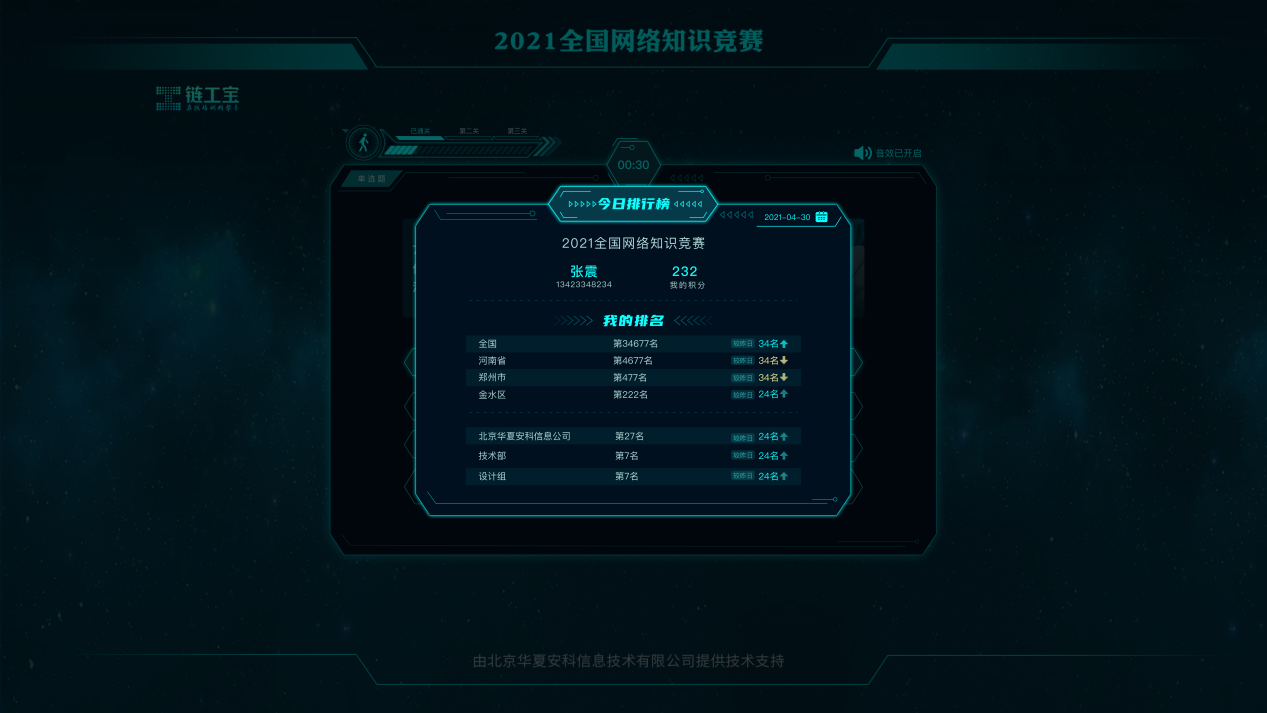 2021全国网络知识竞赛
链工宝
已通关 第二关 第三关
00:30
音效已开启
单选题
今日排行榜
2021-04-30
2021全国网络知识竞赛
张震 232
13423348234 我的积分
我的排名
全国 第34677名 较昨日 34名
河南省 第4677名 较昨日 34名
郑州市 第477名 较昨日 34名
金水区 第222名 较昨日 24名
北京华夏安科信息公司 第27名 较昨日 24名
技术部 第7名 较昨日 24名
设计组 第7名 较昨日 24名
由北京华夏安科信息技术有限公司提供技术支持